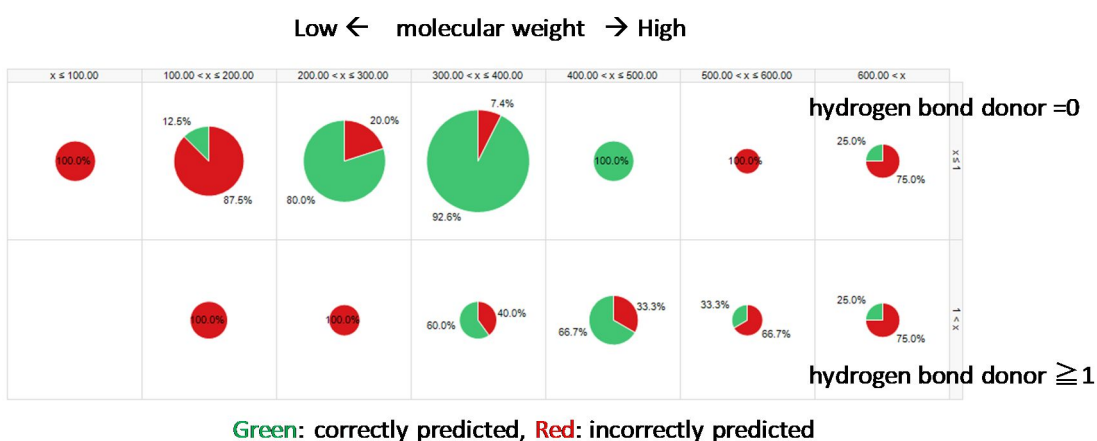 Low ← molecular weight → High
x ≤ 100.00 100.00 < x ≤ 200.00 200.00 < x ≤ 300.00 300.00 < x ≤ 400.00 400.00 < x ≤ 500.00 500.00 < x ≤ 600.00 600.00 < x
hydrogen bond donor =0
7.4%
12.5% 20.0%
25.0%
100.0% 100.0% 100.0% x ≤ 1
75.0%
87.5% 80.0%
92.6%
33.3% 25.0%
33.3%
40.0%
100.0% 100.0% 1 < x
60.0%
66.7% 66.7%
75.0%
hydrogen bond donor ≧1
Green: correctly predicted, Red: incorrectly predicted